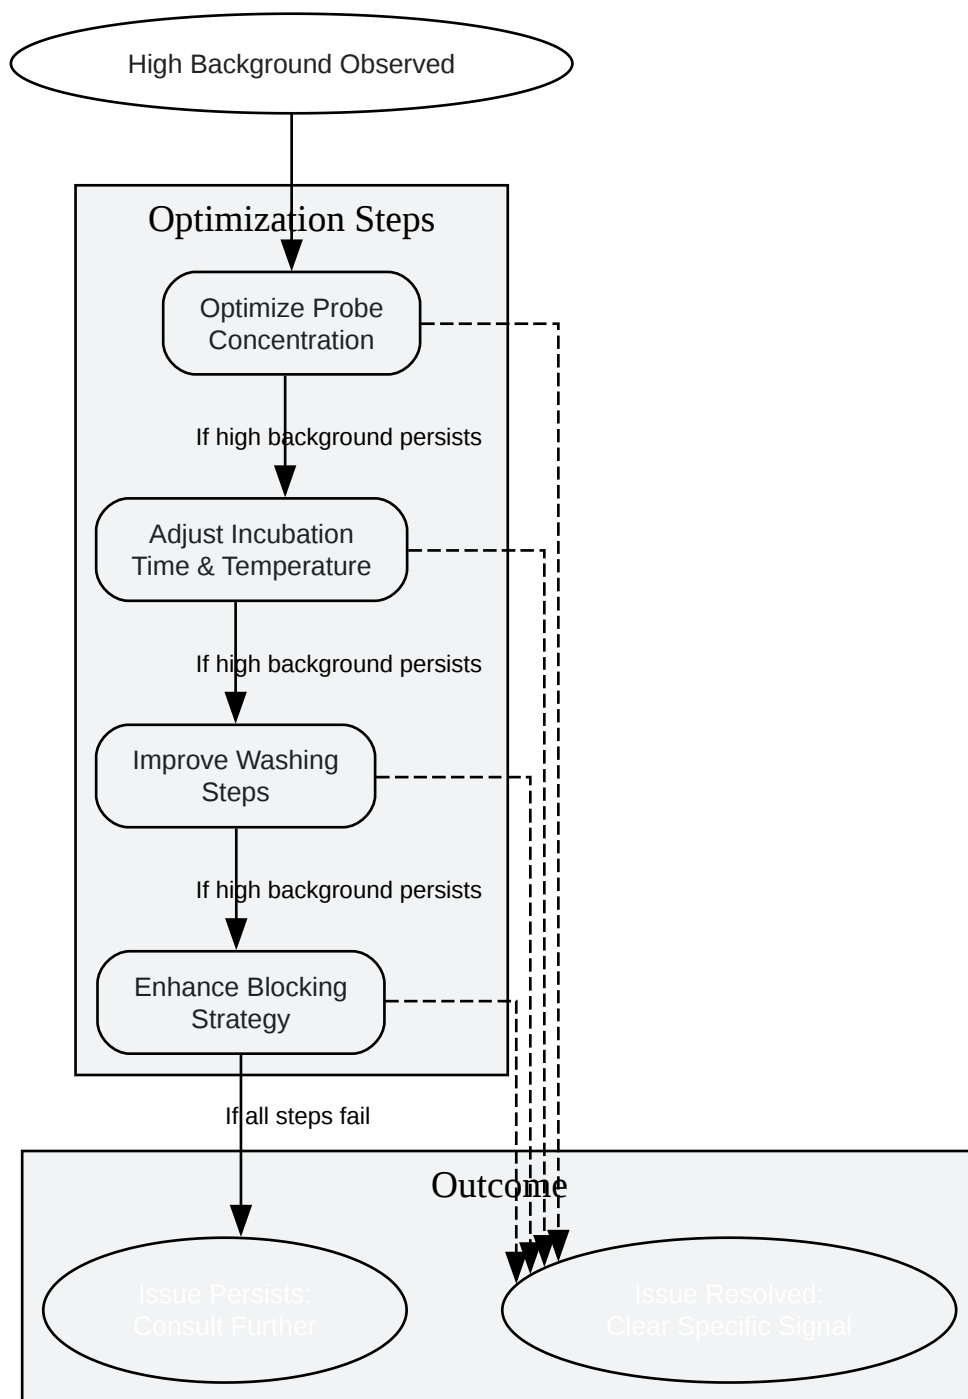 High Background Observed
Optimization Steps
Optimize Probe
Concentration
If high background persists
Adjust Incubation
Time & Temperature
If high background persists
Improve Washing
Steps
If high background persists
Enhance Blocking
Strategy
If all steps fail
Outcome
Issue Persists:
Consult Further
Issue Resolved:
Clear Specific Signal